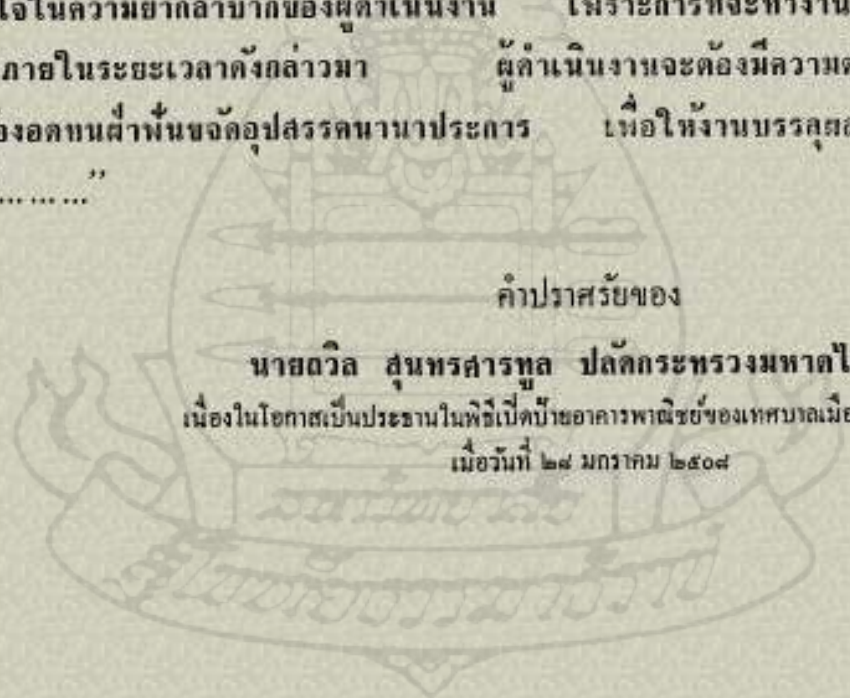 ใจในความยากลำบากของผู้ดำเนินงาน เพราะการที่จะทำงาน
ภายในระยะเวลาดังกล่าวมา ผู้ดำเนินงานจะต้องมีความต
องอดทนฝ่าฟันขจัดอุปสรรคนานาประการ เพื่อให้งานบรรลุผล
... ... ...”
คำปราศรัยของ
นายถวิล สุนทรศารทูล ปลัดกระทรวงมหาดไ
เนื่องในโอกาสเป็นประธานในพิธีเปิดป้ายอาคารพาณิชย์ของเทศบาลเมือ
เมื่อวันที่ ๒๘ มกราคม ๒๕๐๘